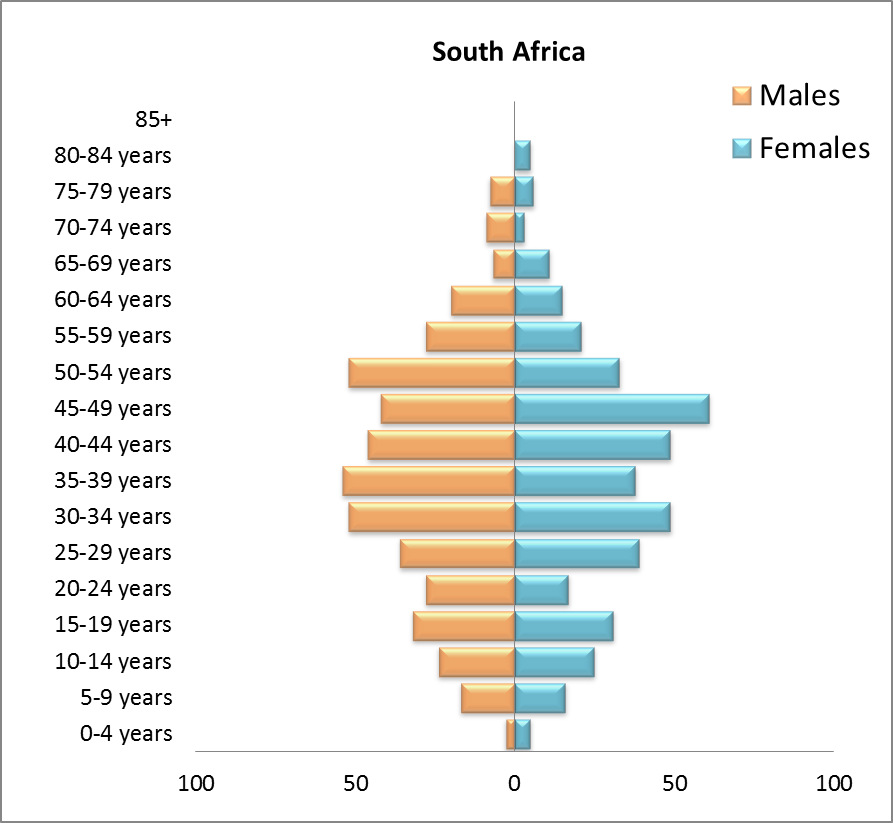 South Africa
Males
Females
85+
80-84 years
75-79 years
70-74 years
65-69 years
60-64 years
55-59 years
50-54 years
45-49 years
40-44 years
35-39 years
30-34 years
25-29 years
20-24 years
15-19 years
10-14 years
5-9 years
0-4 years
100 50 0 50 100